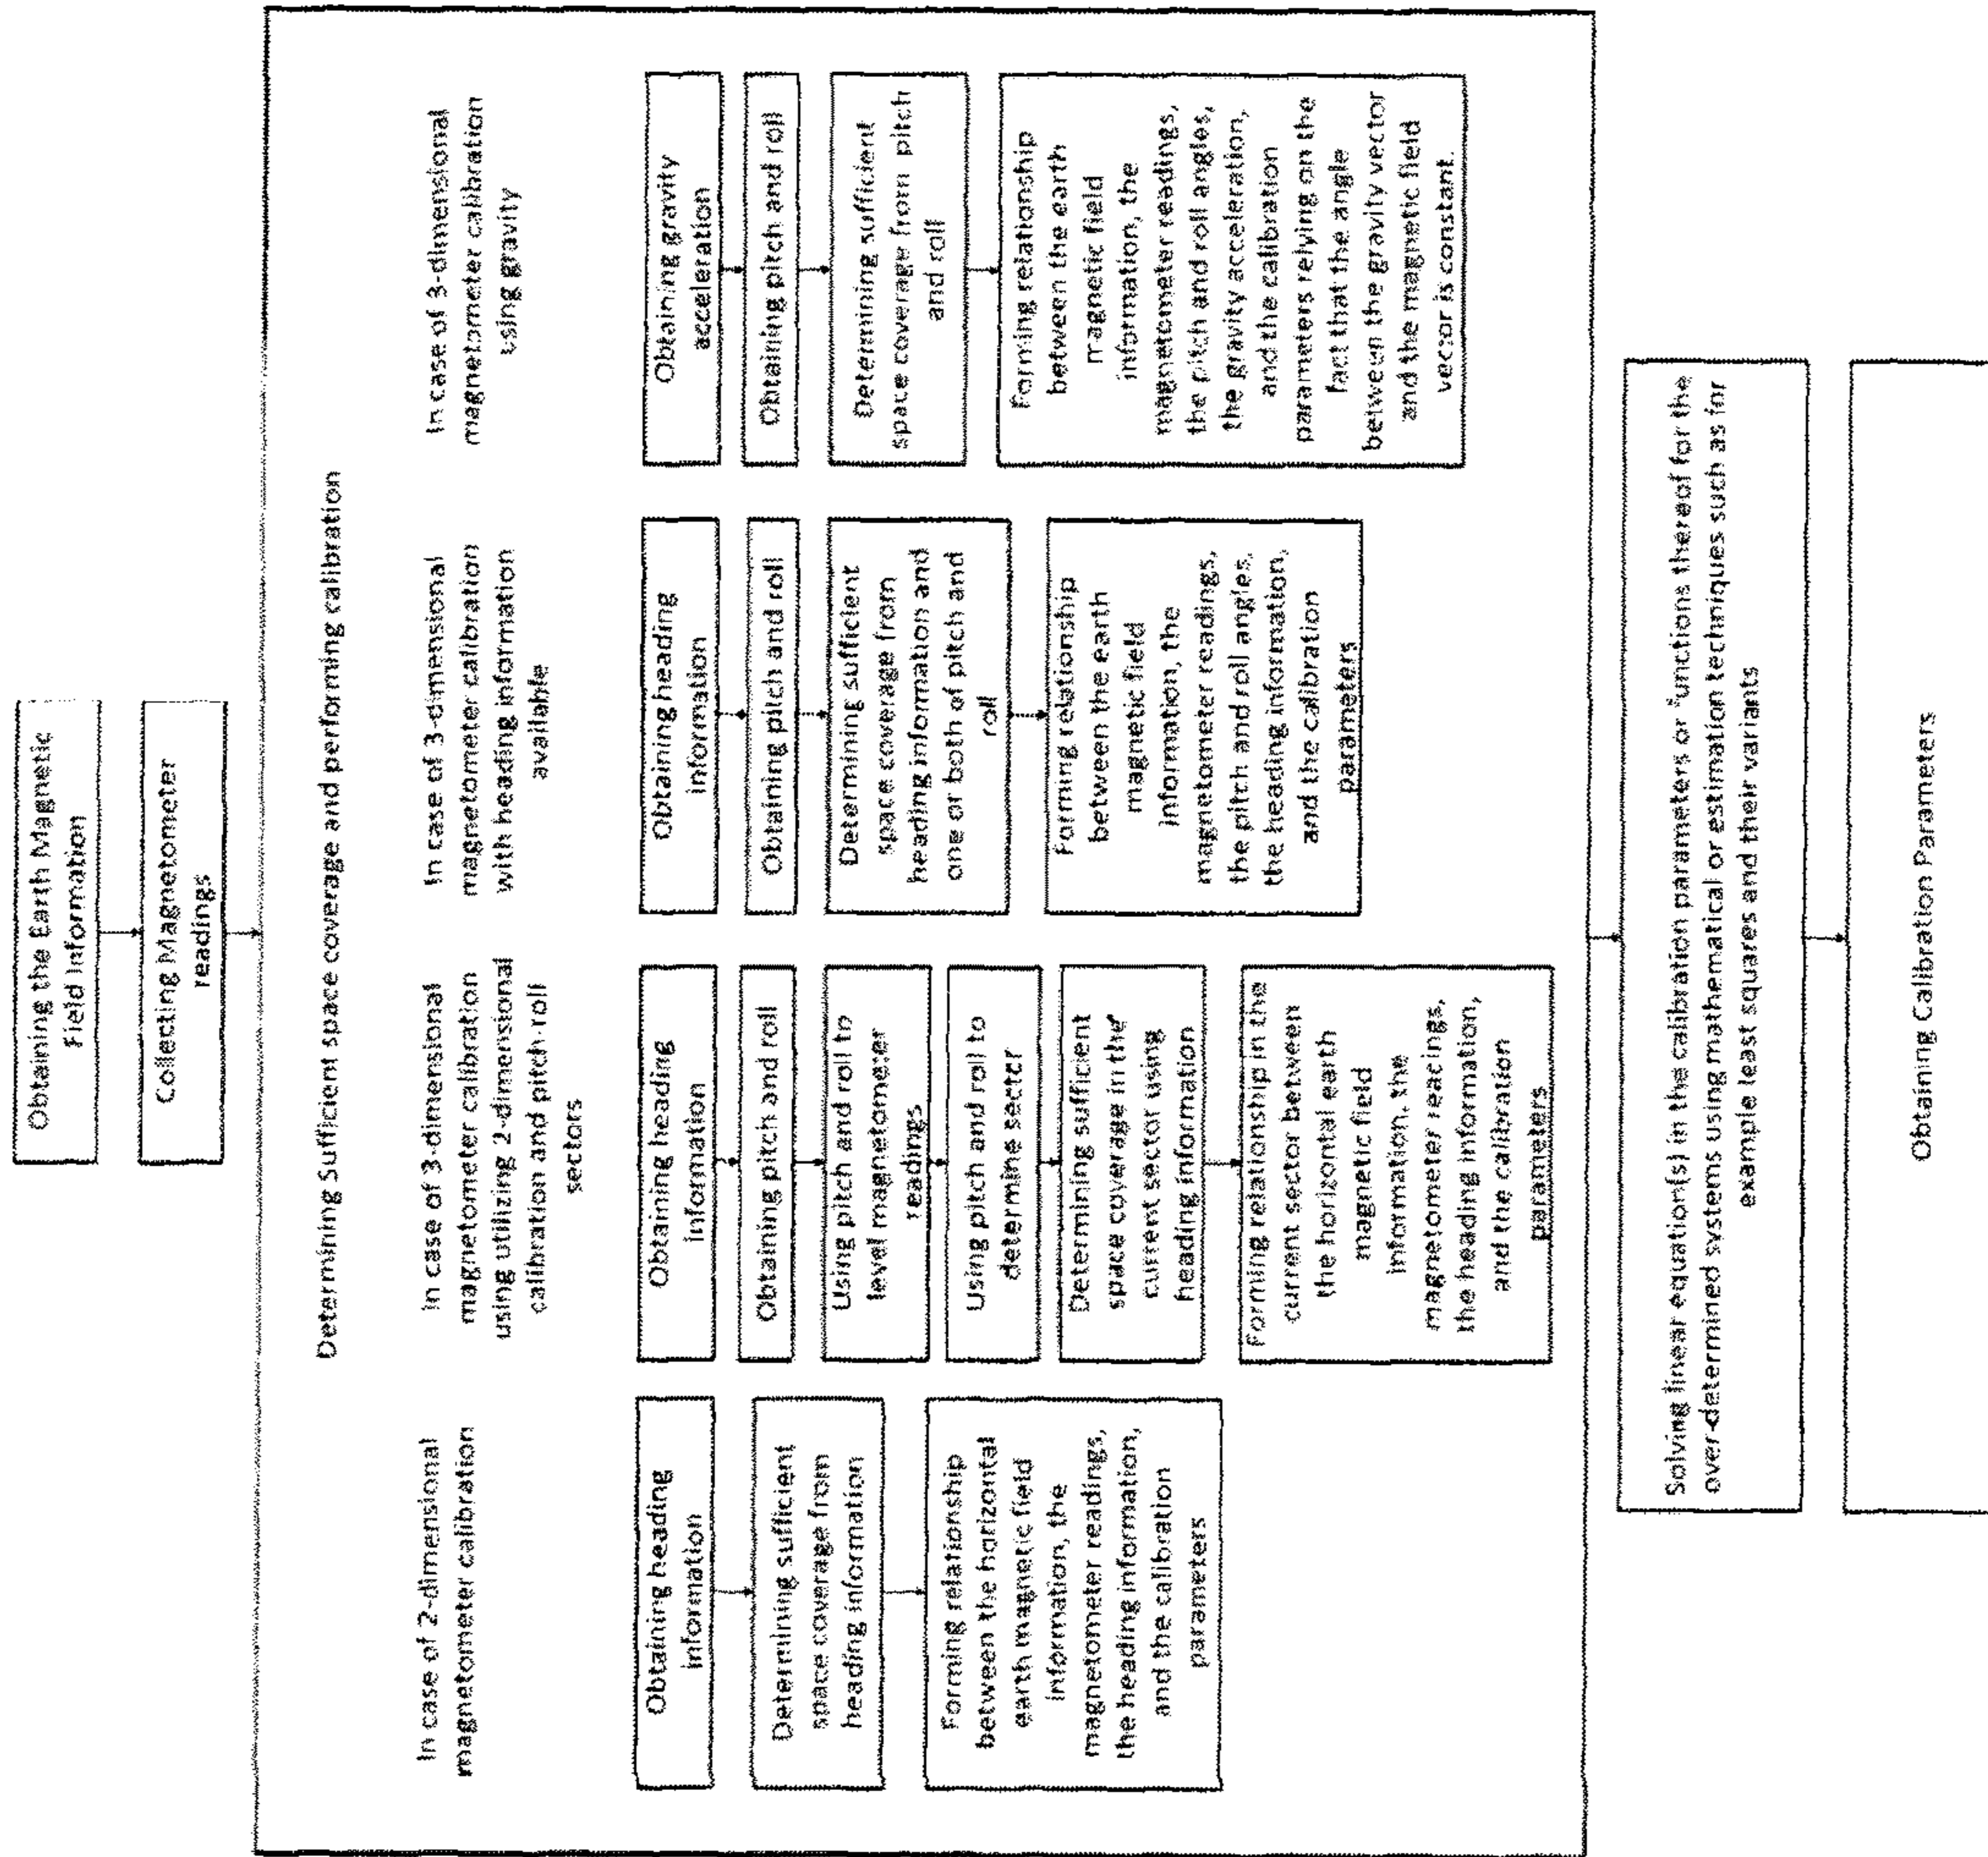 Obtaining the Earth Magnetic
Field Information
Collecting Magnetometer
readings
Determining Sufficient space coverage and performing calibration
In case of 2-dimensional
magnetometer calibration
Obtaining heading
information
Determining sufficient
space coverage from
heading information
Forming relationship
between the horizontal
earth magnetic field
information, the
magnetometer readings,
the heading information,
and the calibration
parameters
In case of 3-dimensional
magnetometer calibration
using utilizing 2-dimensional
calibration and pitch-roll
sectors
Obtaining heading
information
Obtaining pitch and roll
Using pitch and roll to
level magnetometer
readings
Using pitch and roll to
determine sector
Determining sufficient
space coverage in the
current sector using
heading information
Forming relationship in the
current sector between
the horizontal earth
magnetic field
information, the
magnetometer readings,
the heading information,
and the calibration
parameters
In case of 3-dimensional
magnetometer calibration
with heading information
available
Obtaining heading
information
Obtaining pitch and roll
Determining sufficient
space coverage from
heading information and
one or both of pitch and
roll
Forming relationship
between the earth
magnetic field
information, the
magnetometer readings,
the pitch and roll angles,
the heading information,
and the calibration
parameters
In case of 3-dimensional
magnetometer calibration
using gravity
Obtaining gravity
acceleration
Obtaining pitch and roll
Determining sufficient
space coverage from pitch
and roll
Forming relationship
between the earth
magnetic field
information, the
magnetometer readings,
the pitch and roll angles,
the gravity acceleration,
and the calibration
parameters relying on the
fact that the angle
between the gravity vector
and the magnetic field
vector is constant.
Solving linear equation(s) in the calibration parameters or functions thereof for the
over-determined systems using mathematical or estimation techniques such as for
example least squares and their variants
Obtaining Calibration Parameters